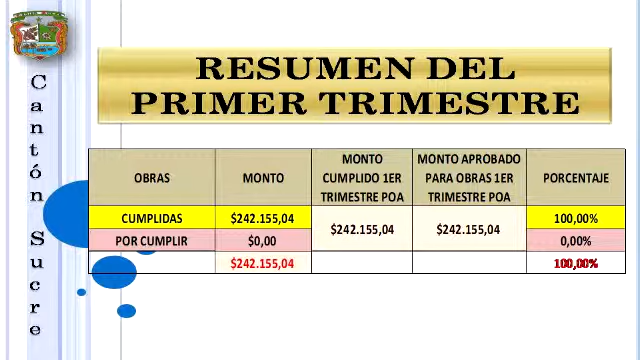 Cantón Sucre
RESUMEN DEL
PRIMER TRIMESTRE
OBRAS
MONTO
MONTO
CUMPLIDO 1ER
TRIMESTRE POA
MONTO APROBADO
PARA OBRAS 1ER
TRIMESTRE POA
PORCENTAJE
CUMPLIDAS
$242.155,04
$242.155,04
$242.155,04
100,00%
POR CUMPLIR
$0,00
0,00%
$242.155,04
100,00%